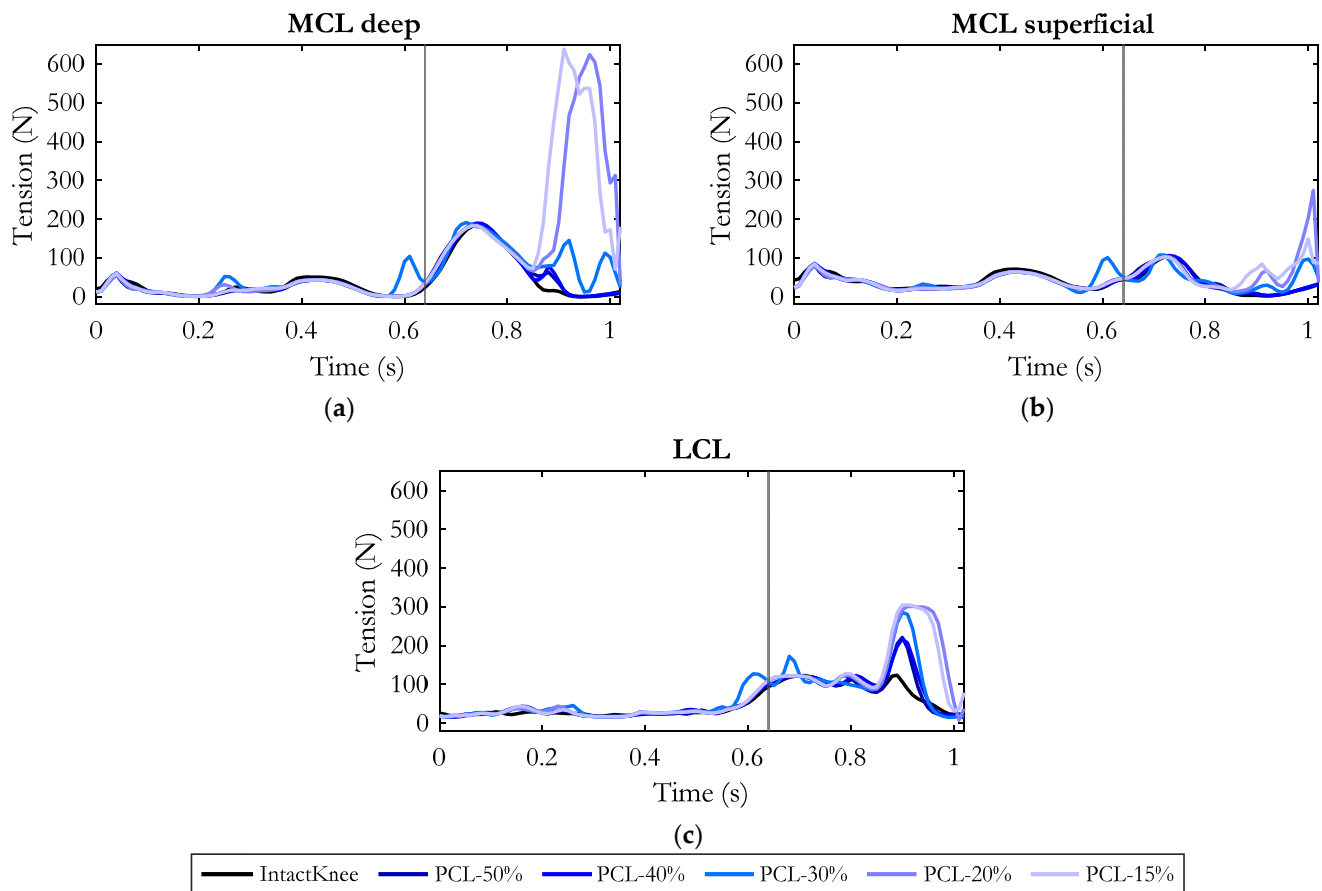 MCL deep
MCL superficial
600
500
400
300
200
100
0
Tension (N)
0 0.2 0.4 0.6 0.8 1
Time (s)
(a)
600
500
400
300
200
100
0
Tension (N)
0 0.2 0.4 0.6 0.8 1
Time (s)
(b)
LCL
600
500
400
300
200
100
0
Tension (N)
0 0.2 0.4 0.6 0.8 1
Time (s)
(c)
IntactKnee PCL-50% PCL-40% PCL-30% PCL-20% PCL-15%